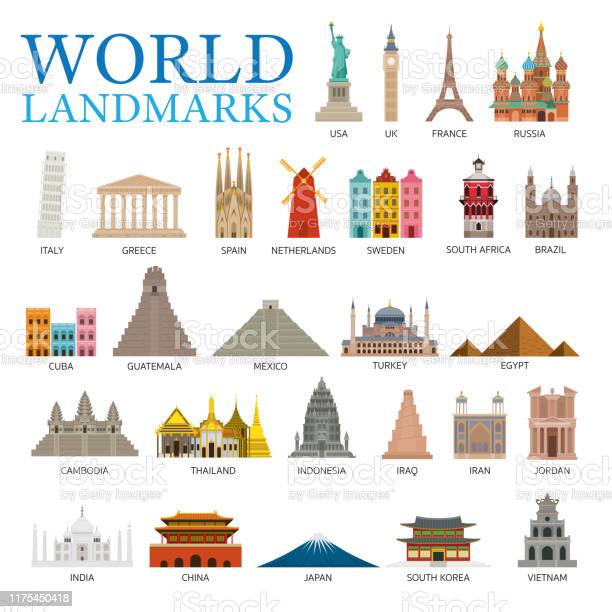 WORLD
LANDMARKS
USA UK FRANCE RUSSIA
ITALY GREECE SPAIN NETHERLANDS SWEDEN SOUTH AFRICA BRAZIL
CUBA GUATEMALA MEXICO TURKEY EGYPT
CAMBODIA THAILAND INDONESIA IRAQ IRAN JORDAN
INDIA CHINA JAPAN SOUTH KOREA VIETNAM
iStock
by Getty Images™
1175450418